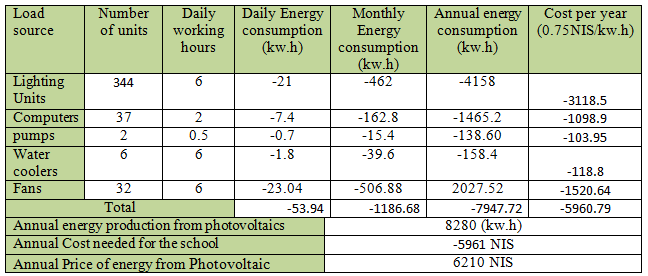 Load source Number of units Daily working hours Daily Energy consumption (kw.h) Monthly Energy consumption (kw.h) Annual energy consumption (kw.h) Cost per year (0.75NIS/kw.h)
Lighting Units 344 6 -21 -462 -4158 -3118.5
Computers 37 2 -7.4 -162.8 -1465.2 -1098.9
pumps 2 0.5 -0.7 -15.4 -138.60 -103.95
Water coolers 6 6 -1.8 -39.6 -158.4 -118.8
Fans 32 6 -23.04 -506.88 2027.52 -1520.64
Total -53.94 -1186.68 -7947.72 -5960.79
Annual energy production from photovoltaics 8280 (kw.h)
Annual Cost needed for the school -5961 NIS
Annual Price of energy from Photovoltaic 6210 NIS